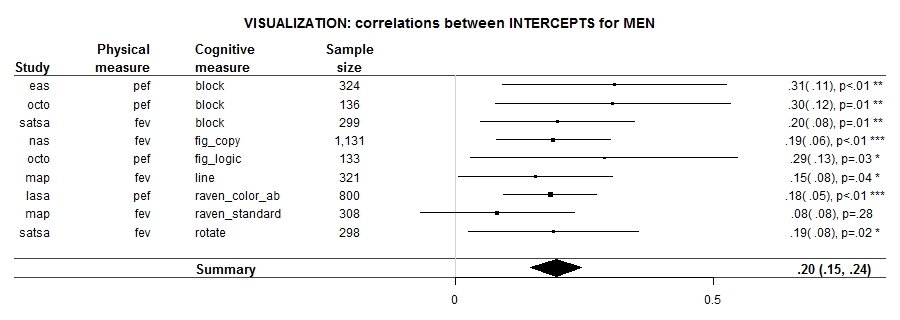 VISUALIZATION: correlations between INTERCEPTS for MEN
Physical Cognitive Sample
Study measure measure size
eas pef block 324 .31( .11), p<.01 **
octo pef block 136 .30( .12), p=.01 **
satsa fev block 299 .20( .08), p=.01 **
nas fev fig_copy 1,131 .19( .06), p<.01 ***
octo pef fig_logic 133 .29( .13), p=.03 *
map fev line 321 .15( .08), p=.04 *
lasa pef raven_color_ab 800 .18( .05), p<.01 ***
map fev raven_standard 308 .08( .08), p=.28
satsa fev rotate 298 .19( .08), p=.02 *
Summary .20 (.15, .24)
0 0.5